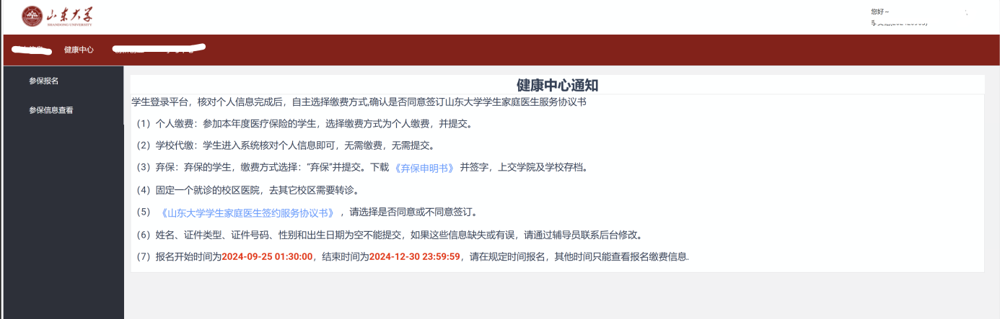 山东大学
SHANDONG UNIVERSITY
您好~
健康中心
参保报名
参保信息查看
健康中心通知
学生登录平台，核对个人信息完成后，自主选择缴费方式,确认是否同意签订山东大学学生家庭医生服务协议书
（1）个人缴费：参加本年度医疗保险的学生，选择缴费方式为个人缴费，并提交。
（2）学校代缴：学生进入系统核对个人信息即可，无需缴费，无需提交。
（3）弃保：弃保的学生，缴费方式选择："弃保"并提交。下载 《弃保申明书》 并签字，上交学院及学校存档。
（4）固定一个就诊的校区医院，去其它校区需要转诊。
（5） 《山东大学学生家庭医生签约服务协议书》 ，请选择是否同意或不同意签订。
（6）姓名、证件类型、证件号码、性别和出生日期为空不能提交，如果这些信息缺失或有误，请通过辅导员联系后台修改。
（7）报名开始时间为2024-09-25 01:30:00，结束时间为2024-12-30 23:59:59，请在规定时间报名，其他时间只能查看报名缴费信息.